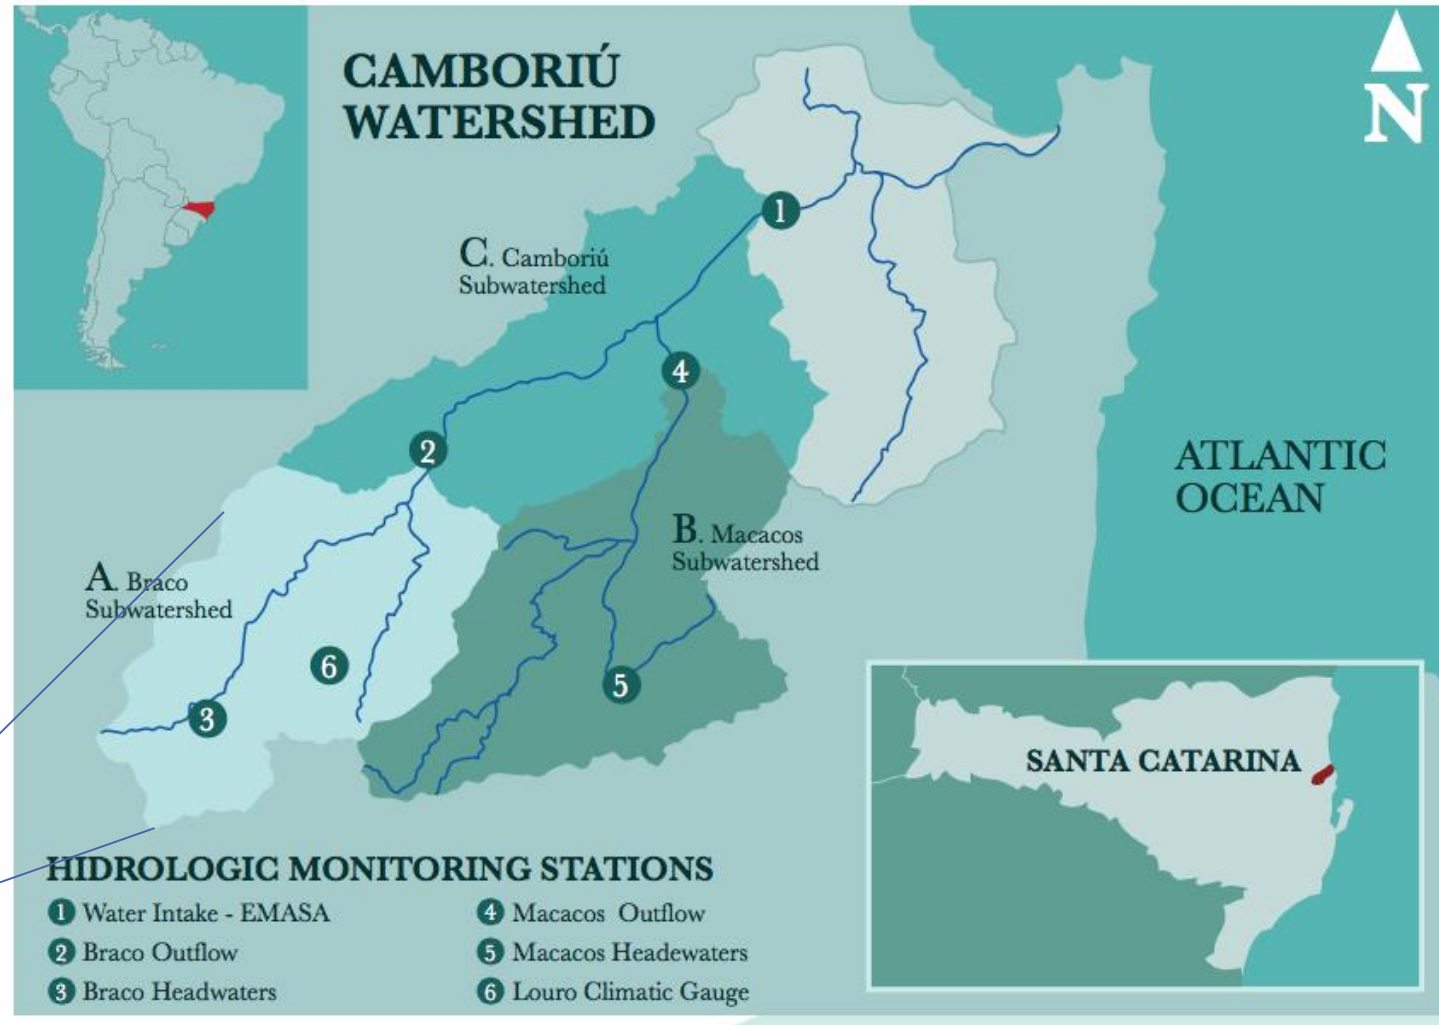 CAMBORIÚ
WATERSHED
N
1
C. Camboriú
Subwatershed
4
2
ATLANTIC
OCEAN
B. Macacos
Subwatershed
A. Braco
Subwatershed
6
5
3
SANTA CATARINA
HIDROLOGIC MONITORING STATIONS
1 Water Intake - EMASA
2 Braco Outflow
3 Braco Headwaters
4 Macacos Outflow
5 Macacos Headewaters
6 Louro Climatic Gauge